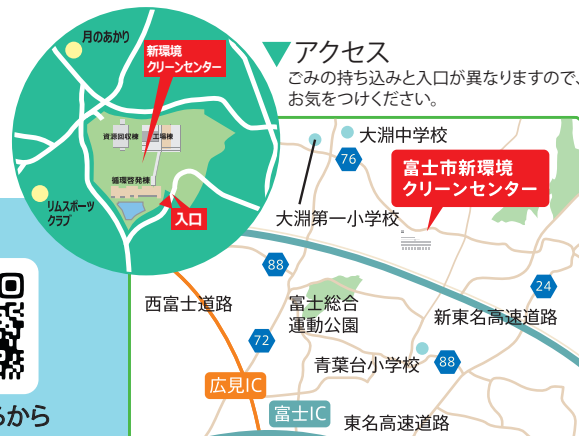 月のあかり
新環境
クリーンセンター
資源回収棟
工場棟
循環啓発棟
リムスポーツ
クラブ
入口
アクセス
ごみの持ち込みと入口が異なりますので、
お気をつけください。
大淵中学校
76
富士市新環境
クリーンセンター
大淵第一小学校
88
24
西富士道路
富士総合
運動公園
新東名高速道路
72
青葉台小学校
88
広見IC
富士IC
東名高速道路
から